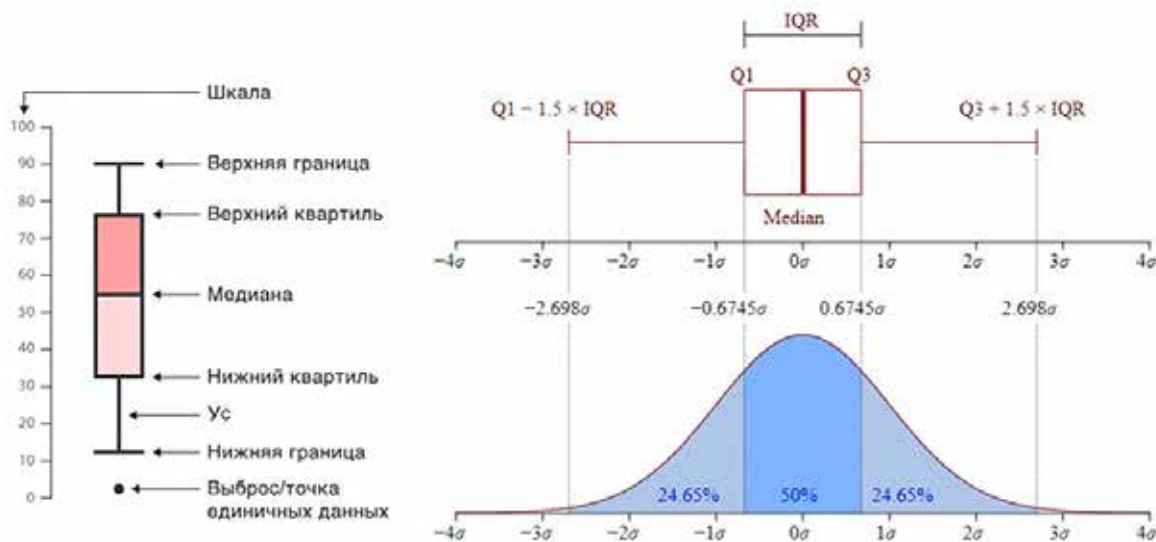 Шкала
100
90
80
70
60
50
40
30
20
10
0
Верхняя граница
Верхний квартиль
Медиана
Нижний квартиль
Ус
Нижняя граница
Выброс/точка
единичных данных
IQR
Q1 Q3
Q1 − 1.5 × IQR Q3 + 1.5 × IQR
Median
−4σ −3σ −2σ −1σ 0σ 1σ 2σ 3σ 4σ
−2.698σ −0.6745σ 0.6745σ 2.698σ
24.65% 50% 24.65%
−4σ −3σ −2σ −1σ 0σ 1σ 2σ 3σ 4σ